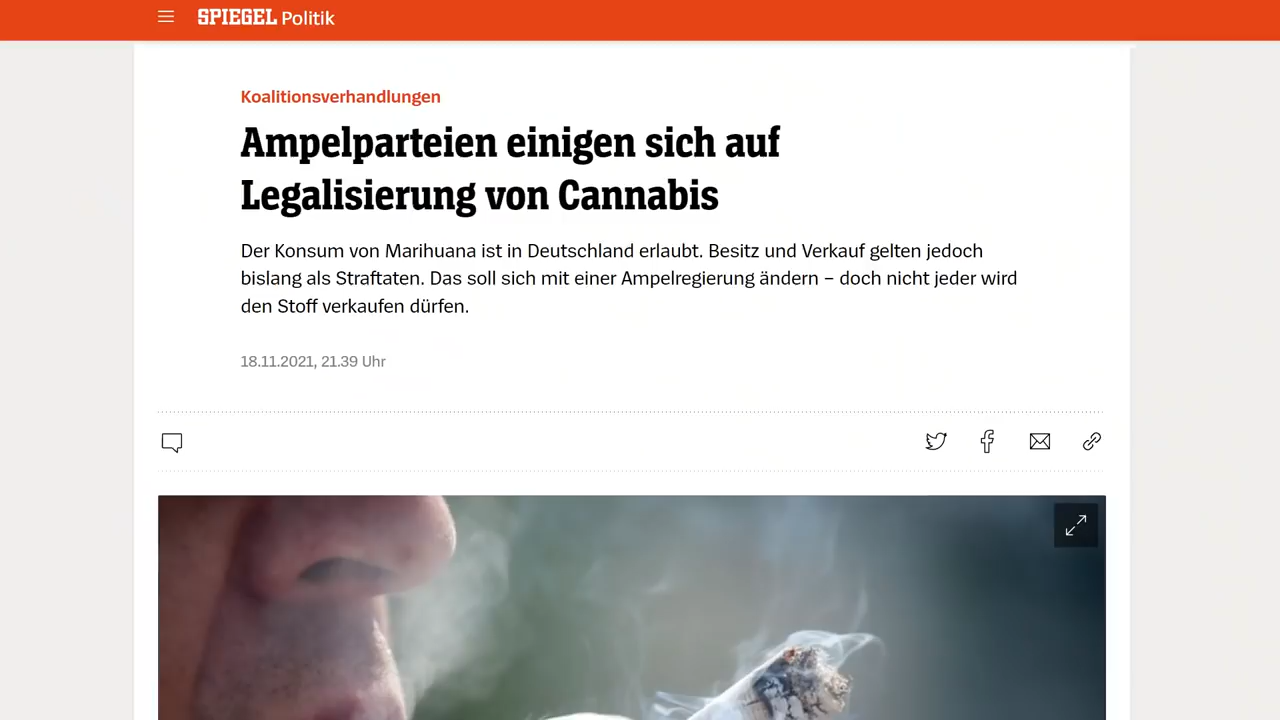 SPIEGEL Politik
Koalitionsverhandlungen
Ampelparteien einigen sich auf
Legalisierung von Cannabis
Der Konsum von Marihuana ist in Deutschland erlaubt. Besitz und Verkauf gelten jedoch
bislang als Straftaten. Das soll sich mit einer Ampelregierung ändern – doch nicht jeder wird
den Stoff verkaufen dürfen.
18.11.2021, 21.39 Uhr